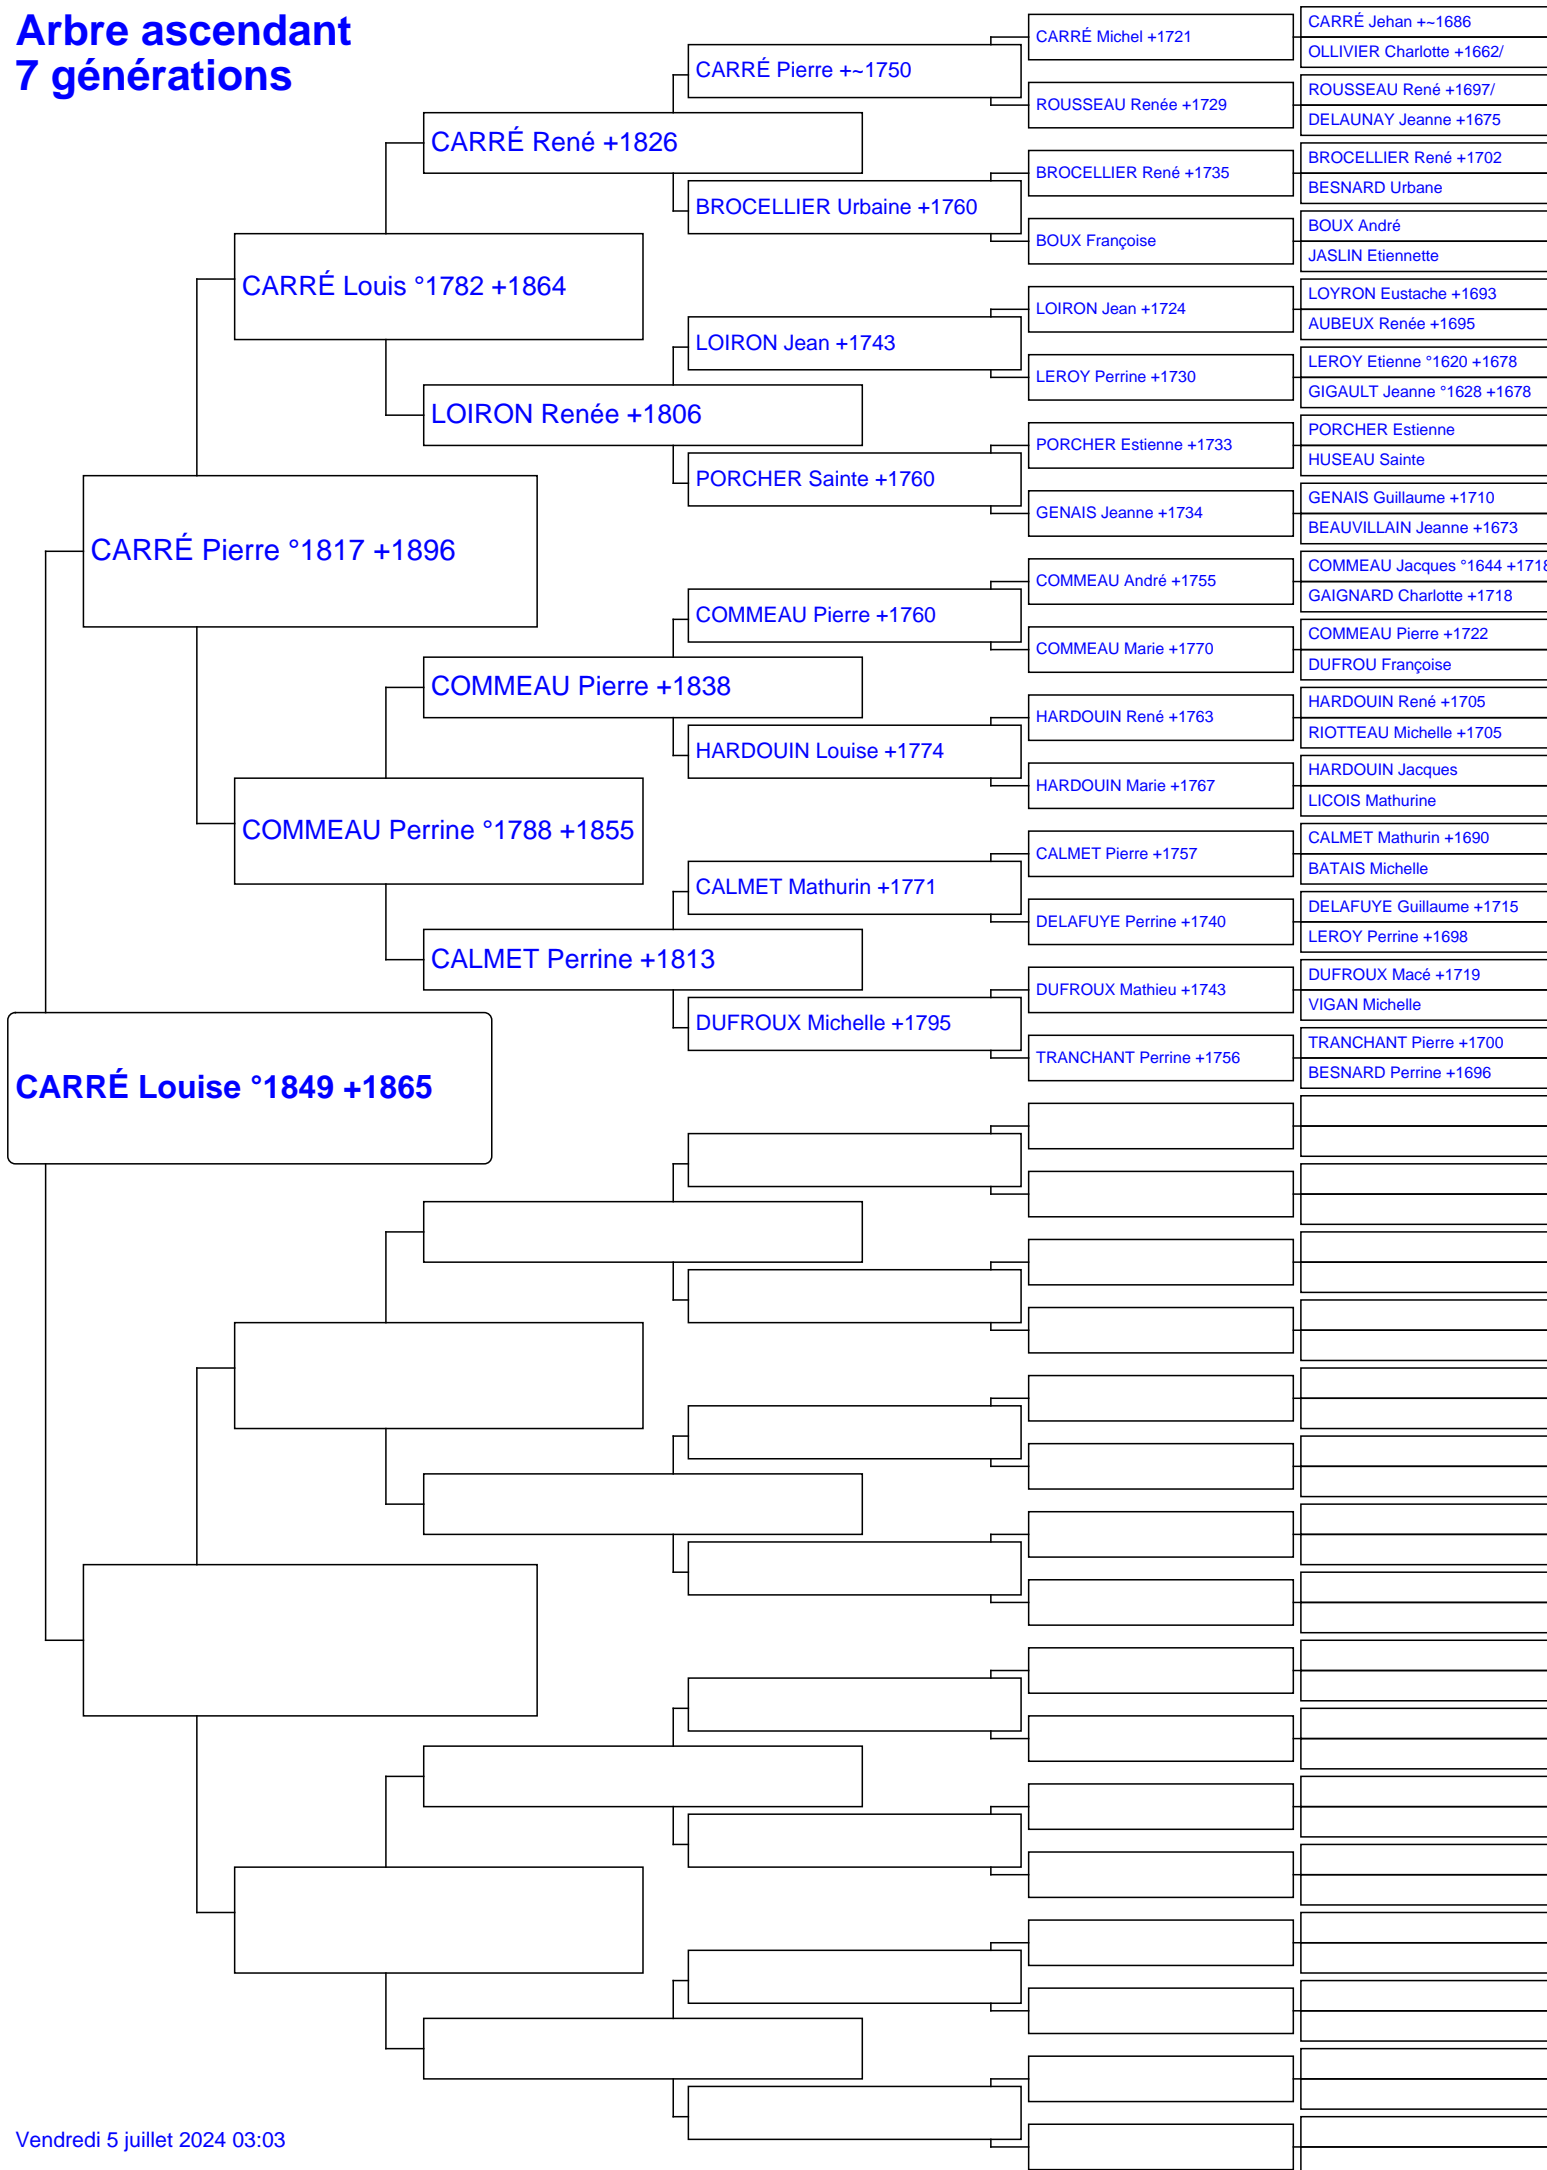 Arbre ascendant
7 générations
CARRÉ Louise °1849 +1865
CARRÉ Pierre °1817 +1896
CARRÉ Louis °1782 +1864
COMMEAU Perrine °1788 +1855
CARRÉ René +1826
LOIRON Renée +1806
COMMEAU Pierre +1838
CALMET Perrine +1813
CARRÉ Pierre +~1750
BROCELLIER Urbaine +1760
LOIRON Jean +1743
PORCHER Sainte +1760
COMMEAU Pierre +1760
HARDOUIN Louise +1774
CALMET Mathurin +1771
DUFROUX Michelle +1795
CARRÉ Michel +1721
ROUSSEAU Renée +1729
BROCELLIER René +1735
BOUX Françoise
LOIRON Jean +1724
LEROY Perrine +1730
PORCHER Estienne +1733
GENAIS Jeanne +1734
COMMEAU André +1755
COMMEAU Marie +1770
HARDOUIN René +1763
HARDOUIN Marie +1767
CALMET Pierre +1757
DELAFUYE Perrine +1740
DUFROUX Mathieu +1743
TRANCHANT Perrine +1756
CARRÉ Jehan +~1686
OLLIVIER Charlotte +1662/
ROUSSEAU René +1697/
DELAUNAY Jeanne +1675
BROCELLIER René +1702
BESNARD Urbane
BOUX André
JASLIN Etiennette
LOYRON Eustache +1693
AUBEUX Renée +1695
LEROY Etienne °1620 +1678
GIGAULT Jeanne °1628 +1678
PORCHER Estienne
HUSEAU Sainte
GENAIS Guillaume +1710
BEAUVILLAIN Jeanne +1673
COMMEAU Jacques °1644 +1718
GAIGNARD Charlotte +1718
COMMEAU Pierre +1722
DUFROU Françoise
HARDOUIN René +1705
RIOTTEAU Michelle +1705
HARDOUIN Jacques
LICOIS Mathurine
CALMET Mathurin +1690
BATAIS Michelle
DELAFUYE Guillaume +1715
LEROY Perrine +1698
DUFROUX Macé +1719
VIGAN Michelle
TRANCHANT Pierre +1700
BESNARD Perrine +1696
Vendredi 5 juillet 2024 03:03